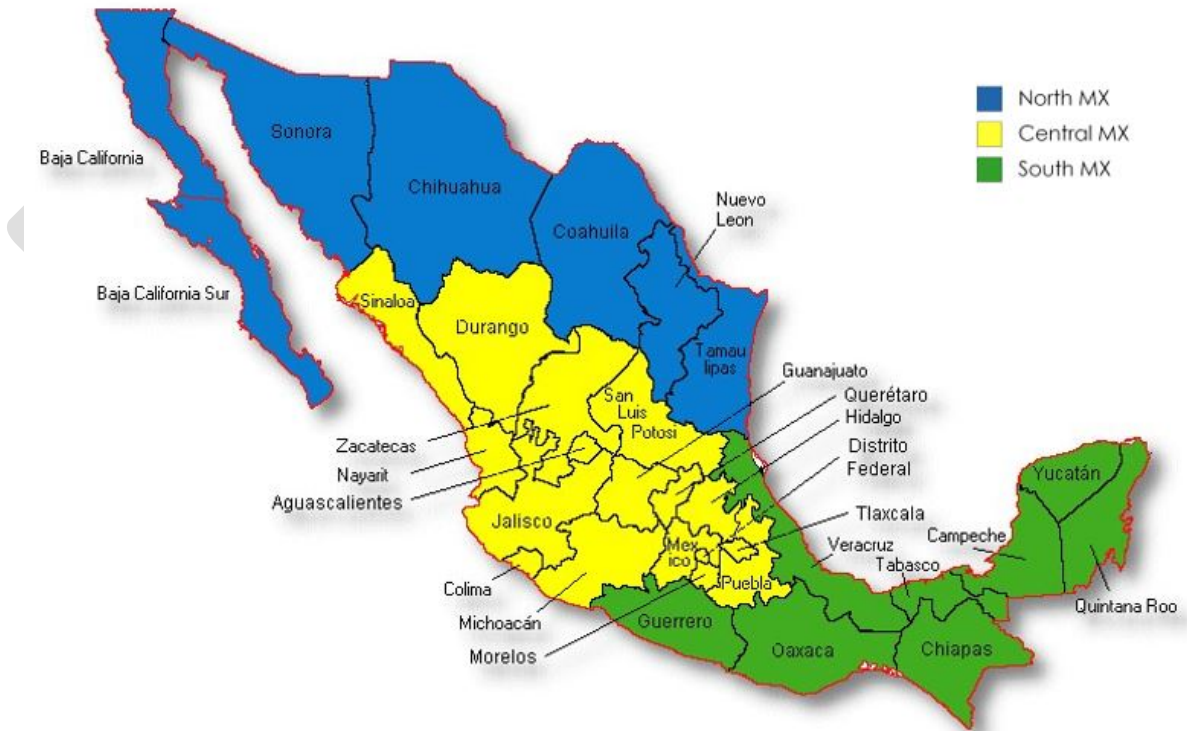 North MX
Central MX
South MX
Sonora
Baja California
Chihuahua
Nuevo
Leon
Coahuila
Baja California Sur
Sinaloa
Durango
Tamau
lipas
Guanajuato
San
Luis
Potosi
Querétaro
Hidalgo
Zacatecas
Distrito
Federal
Nayarit
Aguascalientes
Yucatán
Tlaxcala
Jalisco
Campeche
Veracruz
Mex
ico
Tabasco
Puebla
Colima
Quintana Roo
Michoacán
Guerrero
Oaxaca
Chiapas
Morelos